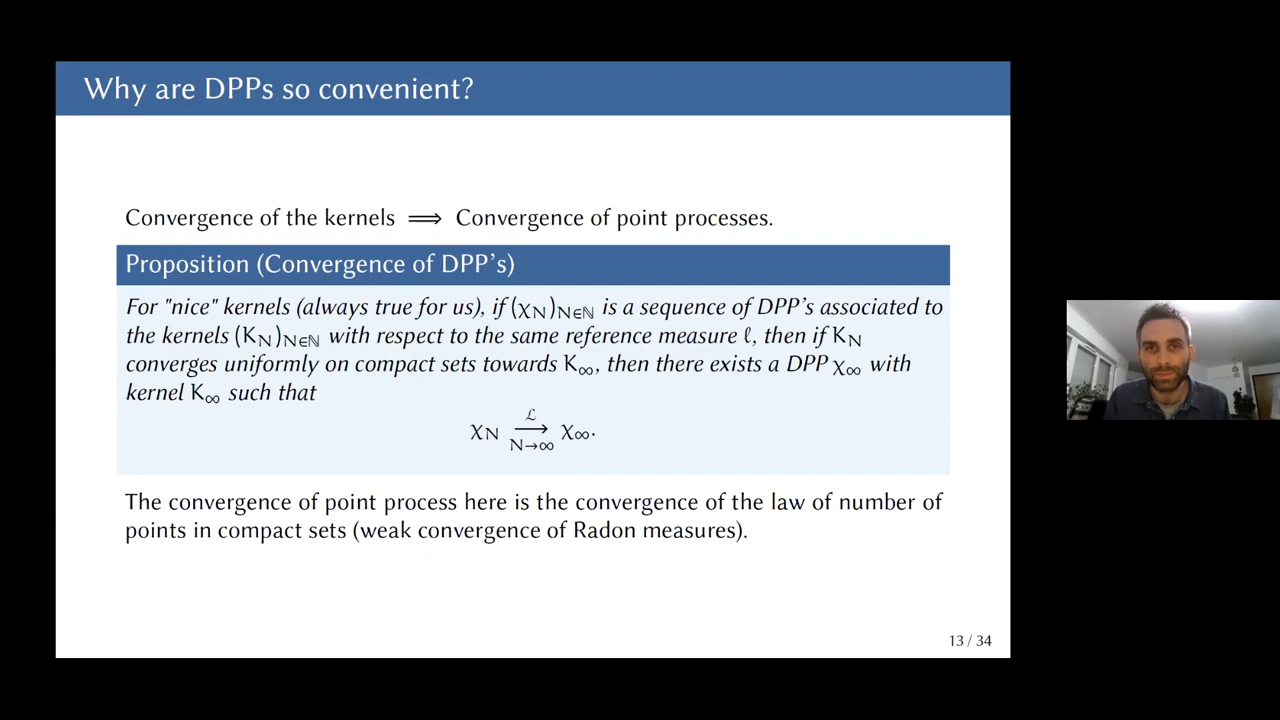 Why are DPPs so convenient?
Convergence of the kernels ⟹ Convergence of point processes.
Proposition (Convergence of DPP's)
For "nice" kernels (always true for us), if (χ_N)_{N∈ℕ} is a sequence of DPP's associated to
the kernels (K_N)_{N∈ℕ} with respect to the same reference measure ℓ, then if K_N
converges uniformly on compact sets towards K_∞, then there exists a DPP χ_∞ with
kernel K_∞ such that
χ_N \xrightarrow[N→∞]{ℒ} χ_∞.
The convergence of point process here is the convergence of the law of number of
points in compact sets (weak convergence of Radon measures).
13 / 34